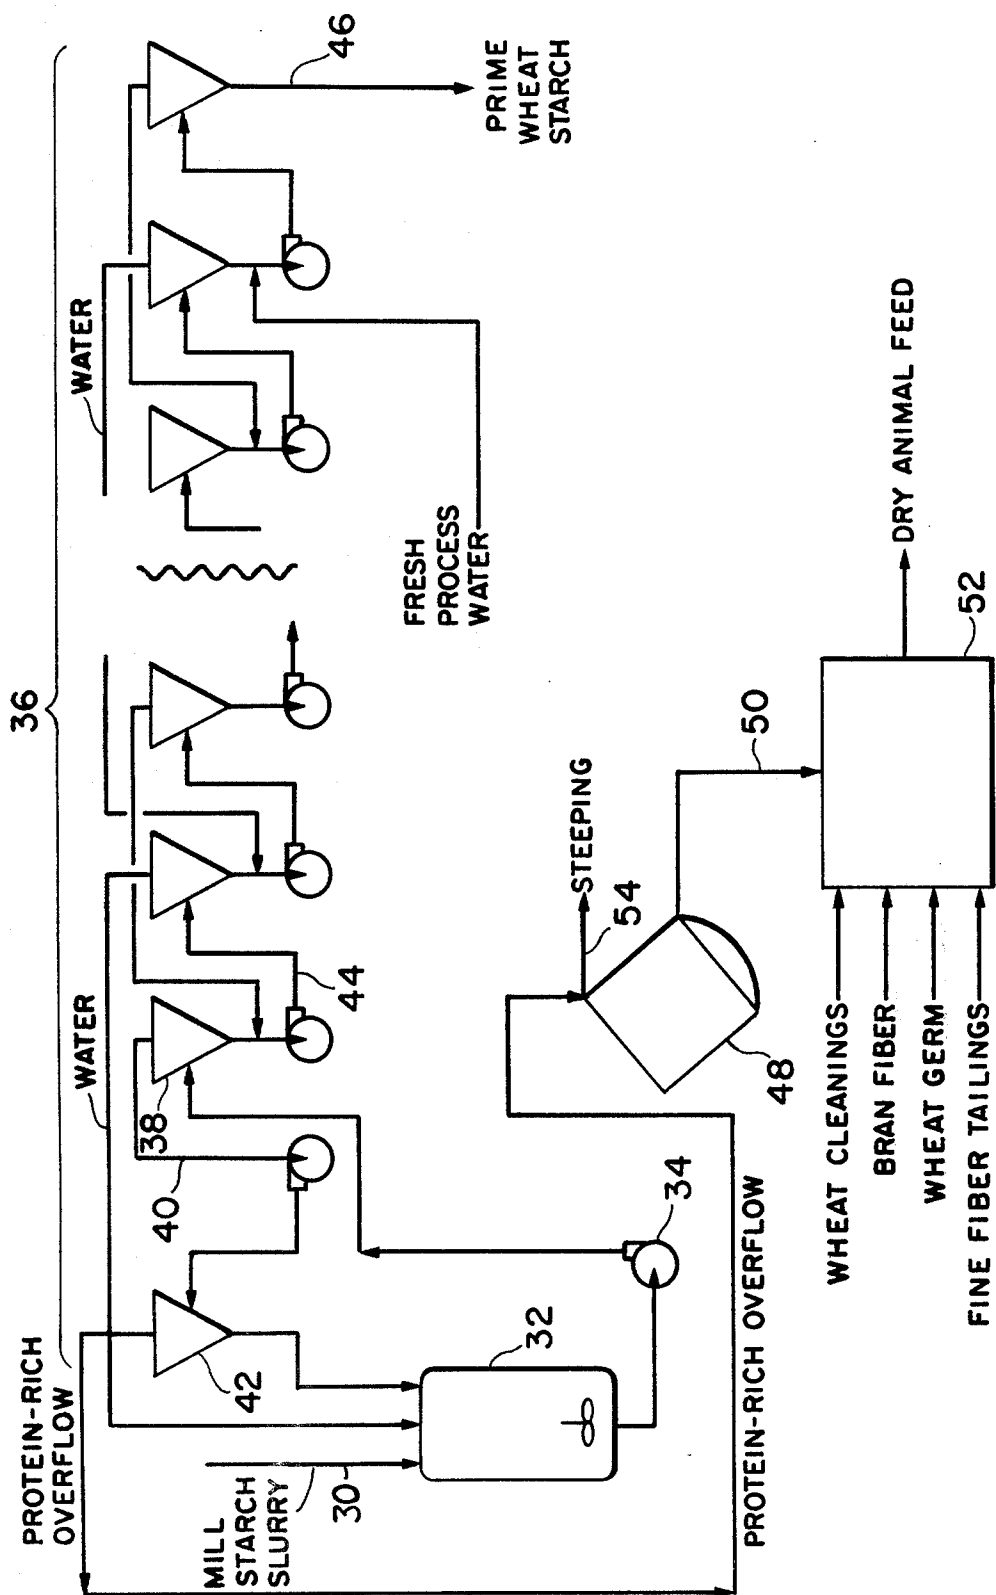 36
PROTEIN-RICH
OVERFLOW
WATER
WATER
42
40
38
44
46
MILL
STARCH
SLURRY
30
32
34
FRESH
PROCESS
WATER
PRIME
WHEAT
STARCH
PROTEIN-RICH OVERFLOW
54
STEEPING
48
50
WHEAT CLEANINGS
BRAN FIBER
WHEAT GERM
FINE FIBER TAILINGS
52
DRY ANIMAL FEED